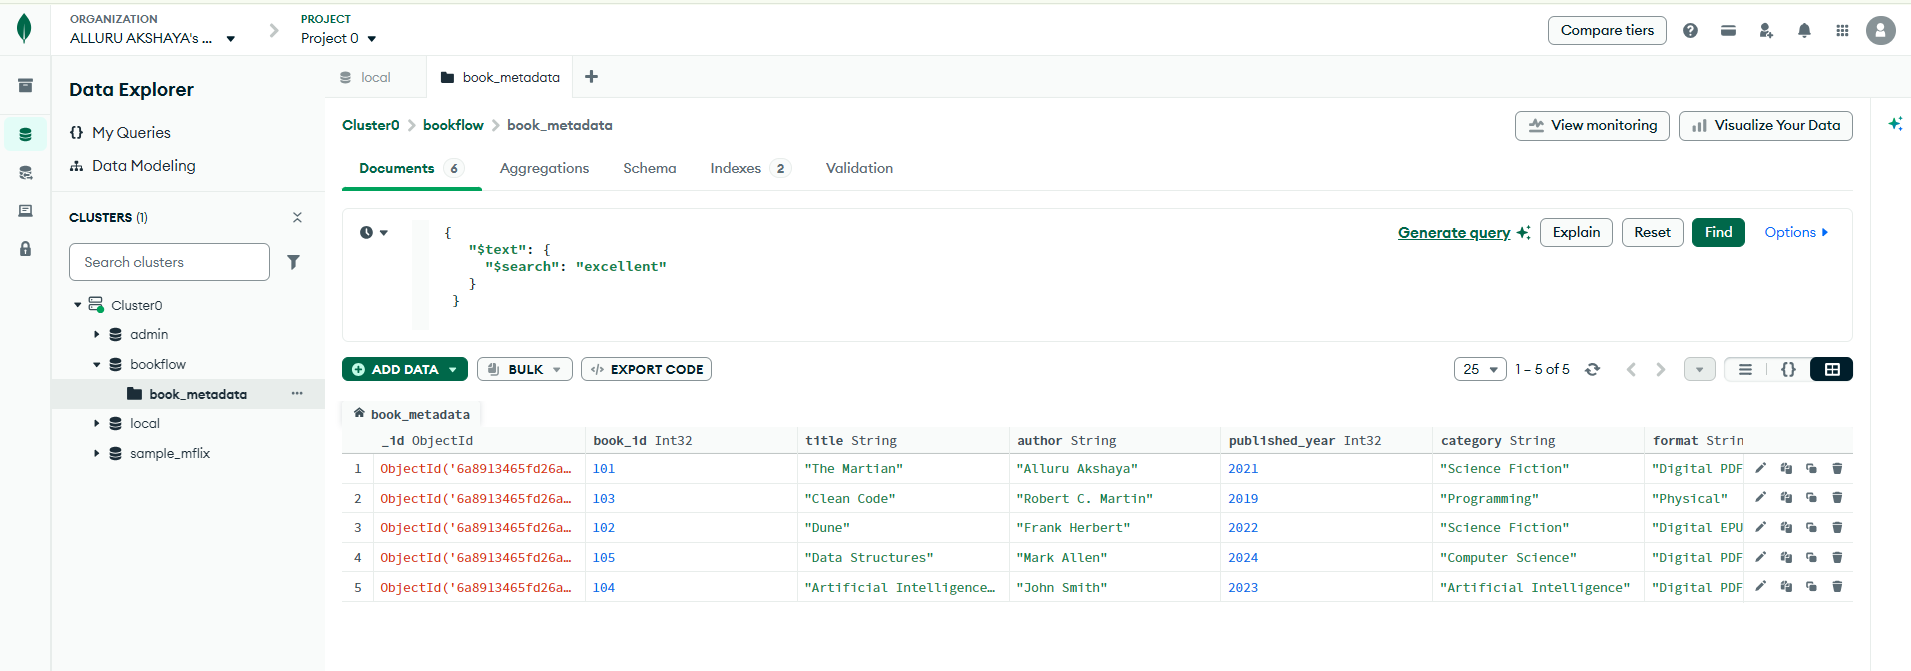 ORGANIZATION
ALLURU AKSHAYA's ...
PROJECT
Project 0
Compare tiers
Data Explorer
My Queries
Data Modeling
CLUSTERS (1)
Search clusters
Cluster0
admin
bookflow
book_metadata
local
sample_mflix
local
book_metadata
Cluster0 > bookflow > book_metadata
View monitoring
Visualize Your Data
Documents 6
Aggregations
Schema
Indexes 2
Validation
{
"$text": {
"$search": "excellent"
}
}
Generate query
Explain
Reset
Find
Options
ADD DATA
BULK
</> EXPORT CODE
25
1 – 5 of 5
{}
book_metadata
_id ObjectId book_id Int32 title String author String published_year Int32 category String format Strin
1 ObjectId('6a8913465fd26a… 101 "The Martian" "Alluru Akshaya" 2021 "Science Fiction" "Digital PDF
2 ObjectId('6a8913465fd26a… 103 "Clean Code" "Robert C. Martin" 2019 "Programming" "Physical"
3 ObjectId('6a8913465fd26a… 102 "Dune" "Frank Herbert" 2022 "Science Fiction" "Digital EPU
4 ObjectId('6a8913465fd26a… 105 "Data Structures" "Mark Allen" 2024 "Computer Science" "Digital PDF
5 ObjectId('6a8913465fd26a… 104 "Artificial Intelligence… "John Smith" 2023 "Artificial Intelligence" "Digital PDF